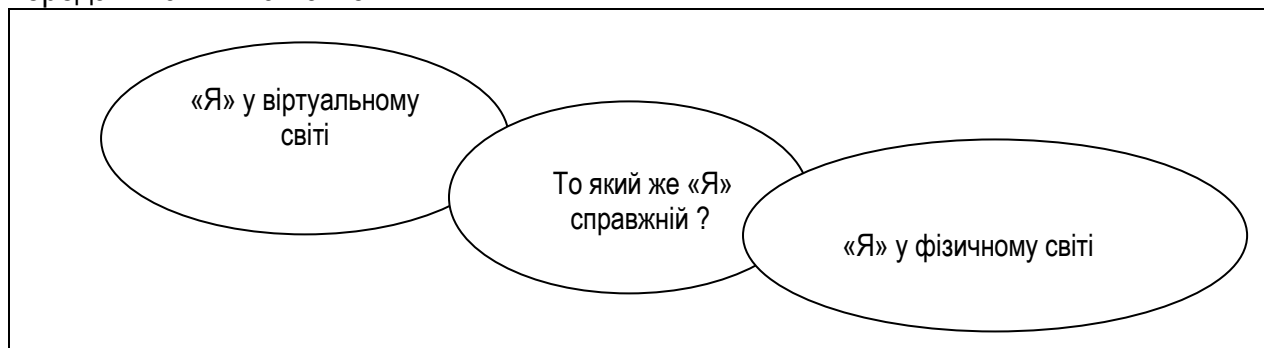 «Я» у віртуальному
світі
То який же «Я»
справжній ?
«Я» у фізичному світі